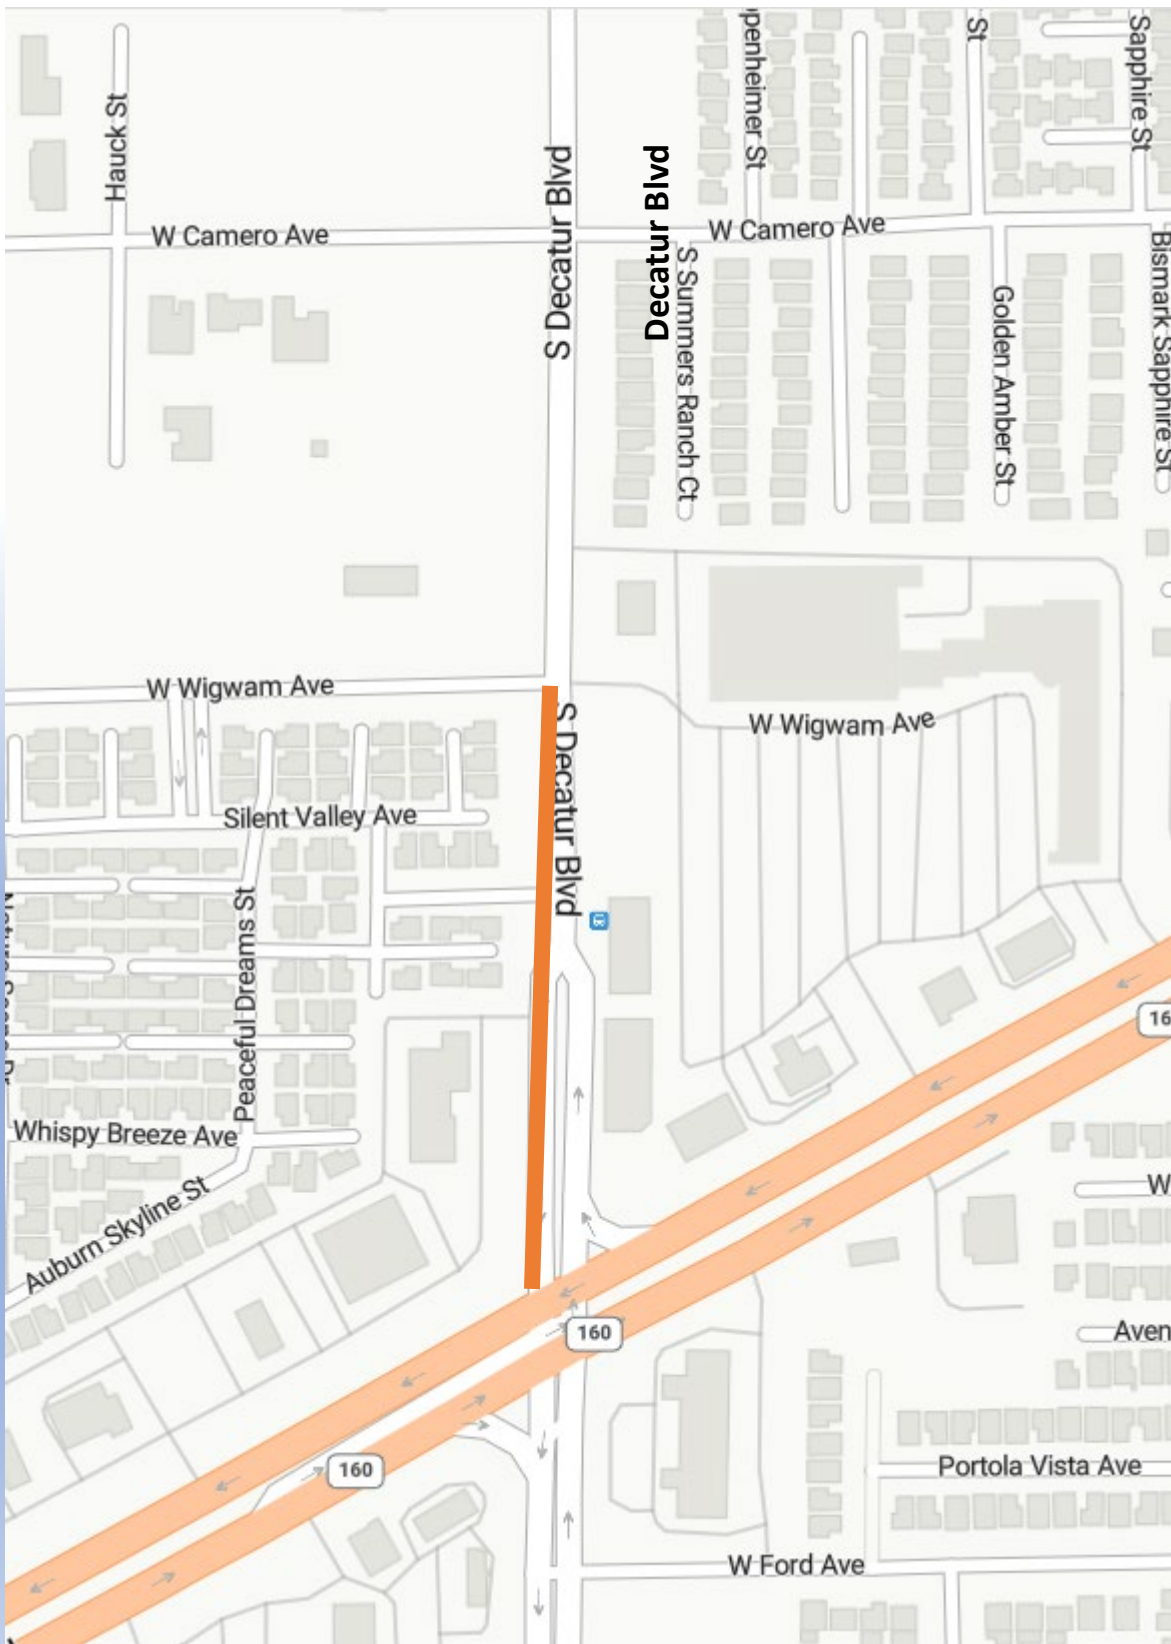 Hauck St
S Decatur Blvd
Decatur Blvd
St
Sapphire St
W Camero Ave
W Camero Ave
S Summers Ranch Ct
Golden Amber St
Bismark Sapphire St
W Wigwam Ave
S Decatur Blvd
W Wigwam Ave
Silent Valley Ave
Peaceful Dreams St
Whispy Breeze Ave
Auburn Skyline St
16
W
160
Aven
160
Portola Vista Ave
W Ford Ave